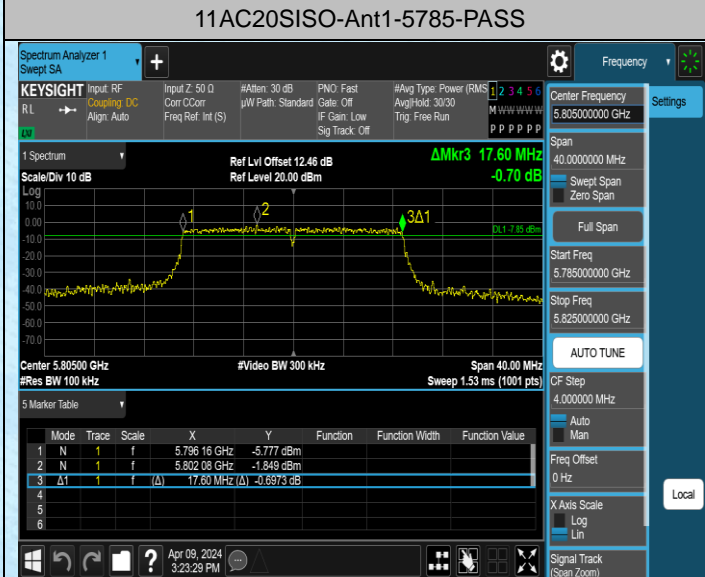 11AC20SISO-Ant1-5785-PASS
Spectrum Analyzer 1
Swept SA
Frequency
KEYSIGHT
RL
Input: RF
Coupling: DC
Align: Auto
Input Z: 50 Ω
Corr CCorr
Freq Ref: Int (S)
#Atten: 30 dB
µW Path: Standard
PNO: Fast
Gate: Off
IF Gain: Low
Sig Track: Off
#Avg Type: Power (RMS
Avg|Hold: 30/30
Trig: Free Run
1 2 3 4 5 6
M W W W W W
P P P P P P
1 Spectrum
Scale/Div 10 dB
Ref Lvl Offset 12.46 dB
Ref Level 20.00 dBm
ΔMkr3 17.60 MHz
-0.70 dB
Log
10.0
0.00
-10.0
-20.0
-30.0
-40.0
-50.0
-60.0
-70.0
1
2
3Δ1
DL1 -7.85 dBm
Center 5.80500 GHz
#Res BW 100 kHz
#Video BW 300 kHz
Span 40.00 MHz
Sweep 1.53 ms (1001 pts)
5 Marker Table
Mode Trace Scale X Y Function Function Width Function Value
1 N 1 f 5.796 16 GHz -5.777 dBm
2 N 1 f 5.802 08 GHz -1.849 dBm
3 Δ1 1 f (Δ) 17.60 MHz (Δ) -0.6973 dB
4
5
6
Apr 09, 2024
3:23:29 PM
Center Frequency
5.805000000 GHz
Settings
Span
40.0000000 MHz
Swept Span
Zero Span
Full Span
Start Freq
5.785000000 GHz
Stop Freq
5.825000000 GHz
AUTO TUNE
CF Step
4.000000 MHz
Auto
Man
Freq Offset
0 Hz
X Axis Scale
Log
Lin
Signal Track
(Span Zoom)
Local